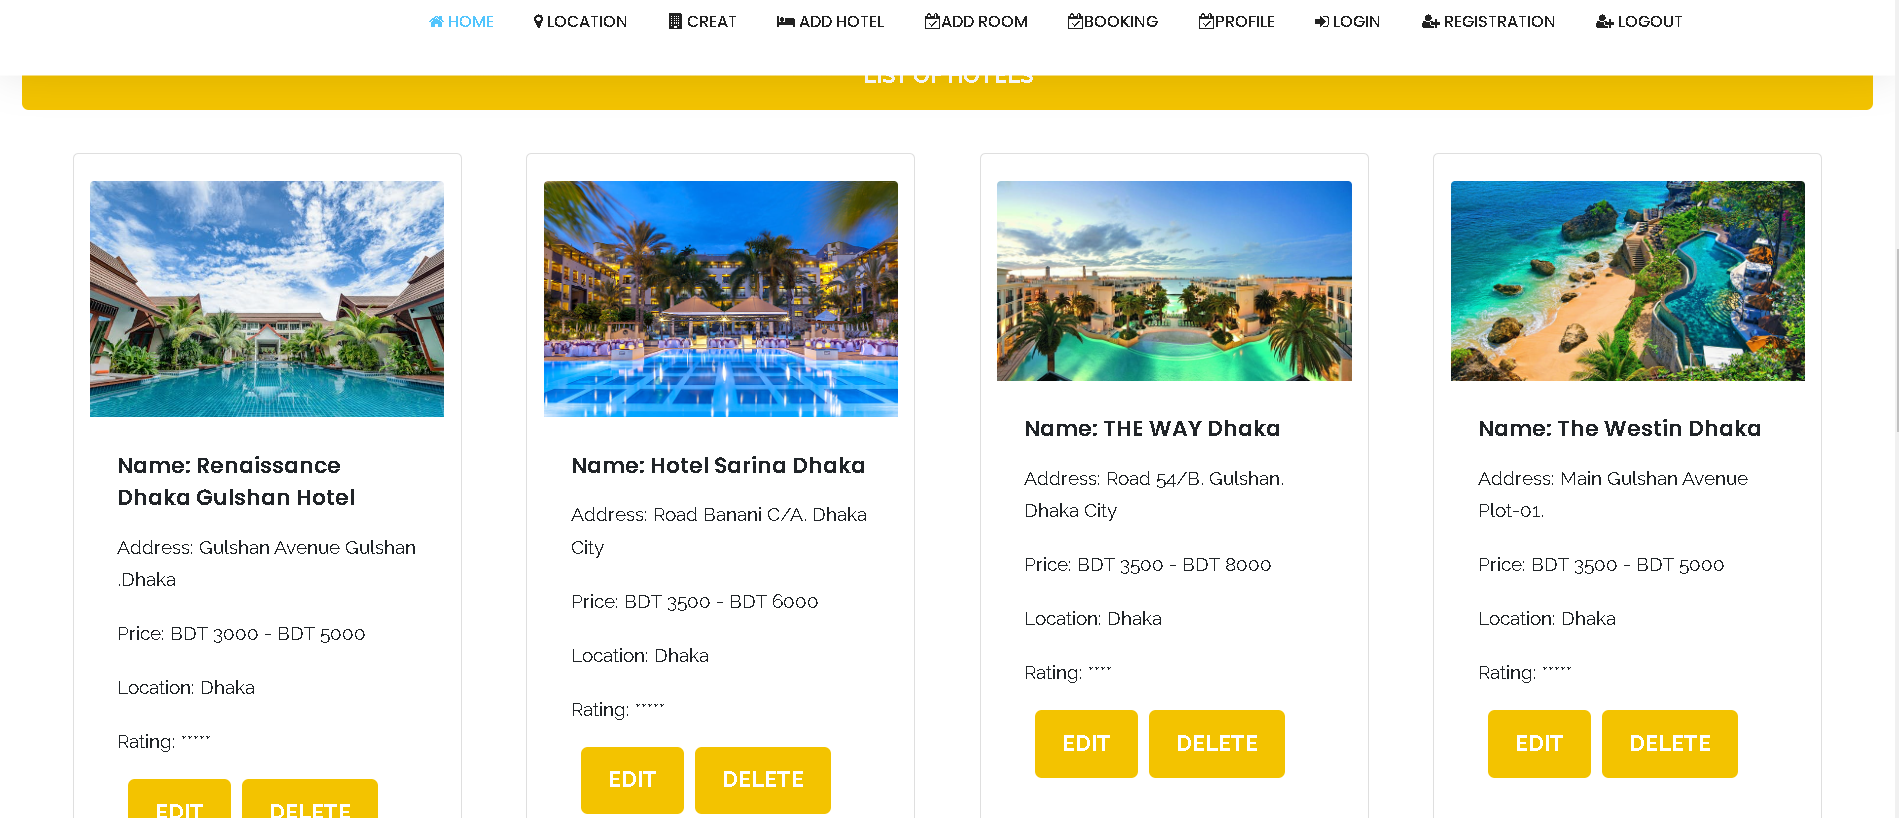 HOME LOCATION CREAT ADD HOTEL ADD ROOM BOOKING PROFILE LOGIN REGISTRATION LOGOUT
LIST OF HOTELS
Name: Renaissance
Dhaka Gulshan Hotel
Address: Gulshan Avenue Gulshan
.Dhaka
Price: BDT 3000 - BDT 5000
Location: Dhaka
Rating: *****
EDIT DELETE
Name: Hotel Sarina Dhaka
Address: Road Banani C/A. Dhaka
City
Price: BDT 3500 - BDT 6000
Location: Dhaka
Rating: *****
EDIT DELETE
Name: THE WAY Dhaka
Address: Road 54/B. Gulshan.
Dhaka City
Price: BDT 3500 - BDT 8000
Location: Dhaka
Rating: ****
EDIT DELETE
Name: The Westin Dhaka
Address: Main Gulshan Avenue
Plot-01.
Price: BDT 3500 - BDT 5000
Location: Dhaka
Rating: *****
EDIT DELETE